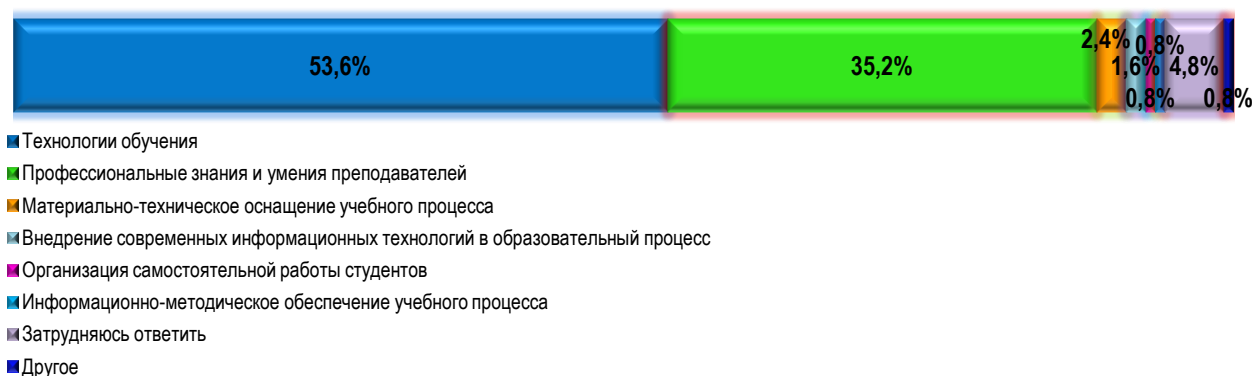 53,6%
35,2%
2,4%
1,6%
0,8%
0,8%
4,8%
0,8%
Технологии обучения
Профессиональные знания и умения преподавателей
Материально-техническое оснащение учебного процесса
Внедрение современных информационных технологий в образовательный процесс
Организация самостоятельной работы студентов
Информационно-методическое обеспечение учебного процесса
Затрудняюсь ответить
Другое